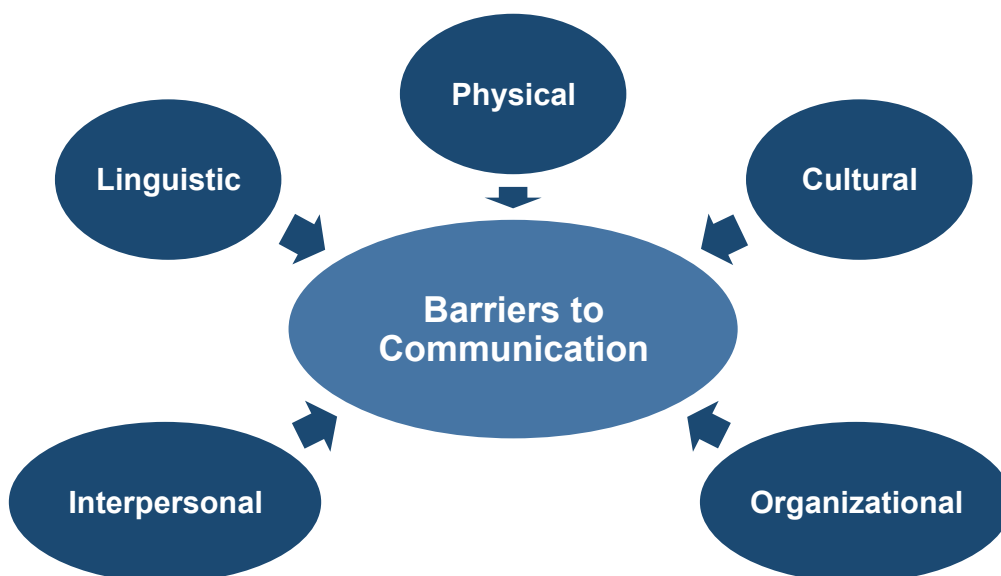 Physical
Linguistic
Cultural
Barriers to
Communication
Interpersonal
Organizational